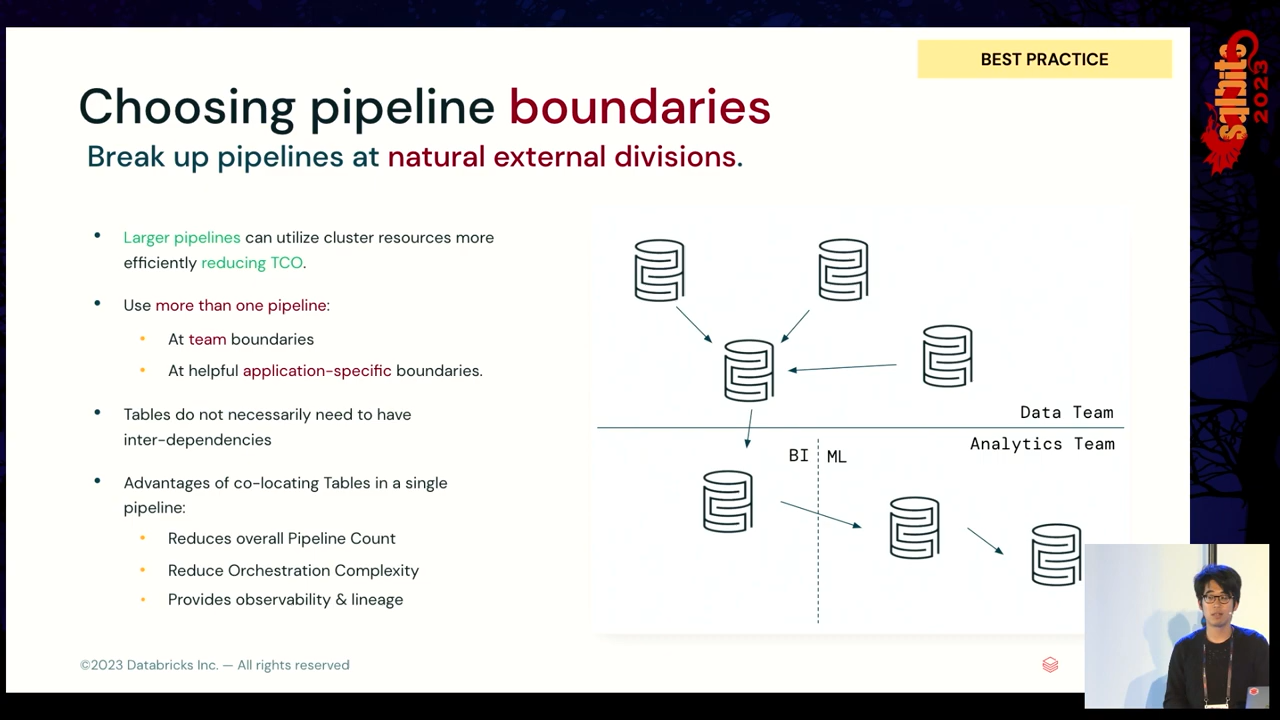 BEST PRACTICE
Choosing pipeline boundaries
Break up pipelines at natural external divisions.
• Larger pipelines can utilize cluster resources more
efficiently reducing TCO.
• Use more than one pipeline:
• At team boundaries
• At helpful application-specific boundaries.
• Tables do not necessarily need to have
inter-dependencies
• Advantages of co-locating Tables in a single
pipeline:
• Reduces overall Pipeline Count
• Reduce Orchestration Complexity
• Provides observability & lineage
Data Team
Analytics Team
BI
ML
©2023 Databricks Inc. — All rights reserved
sqlbits
2023